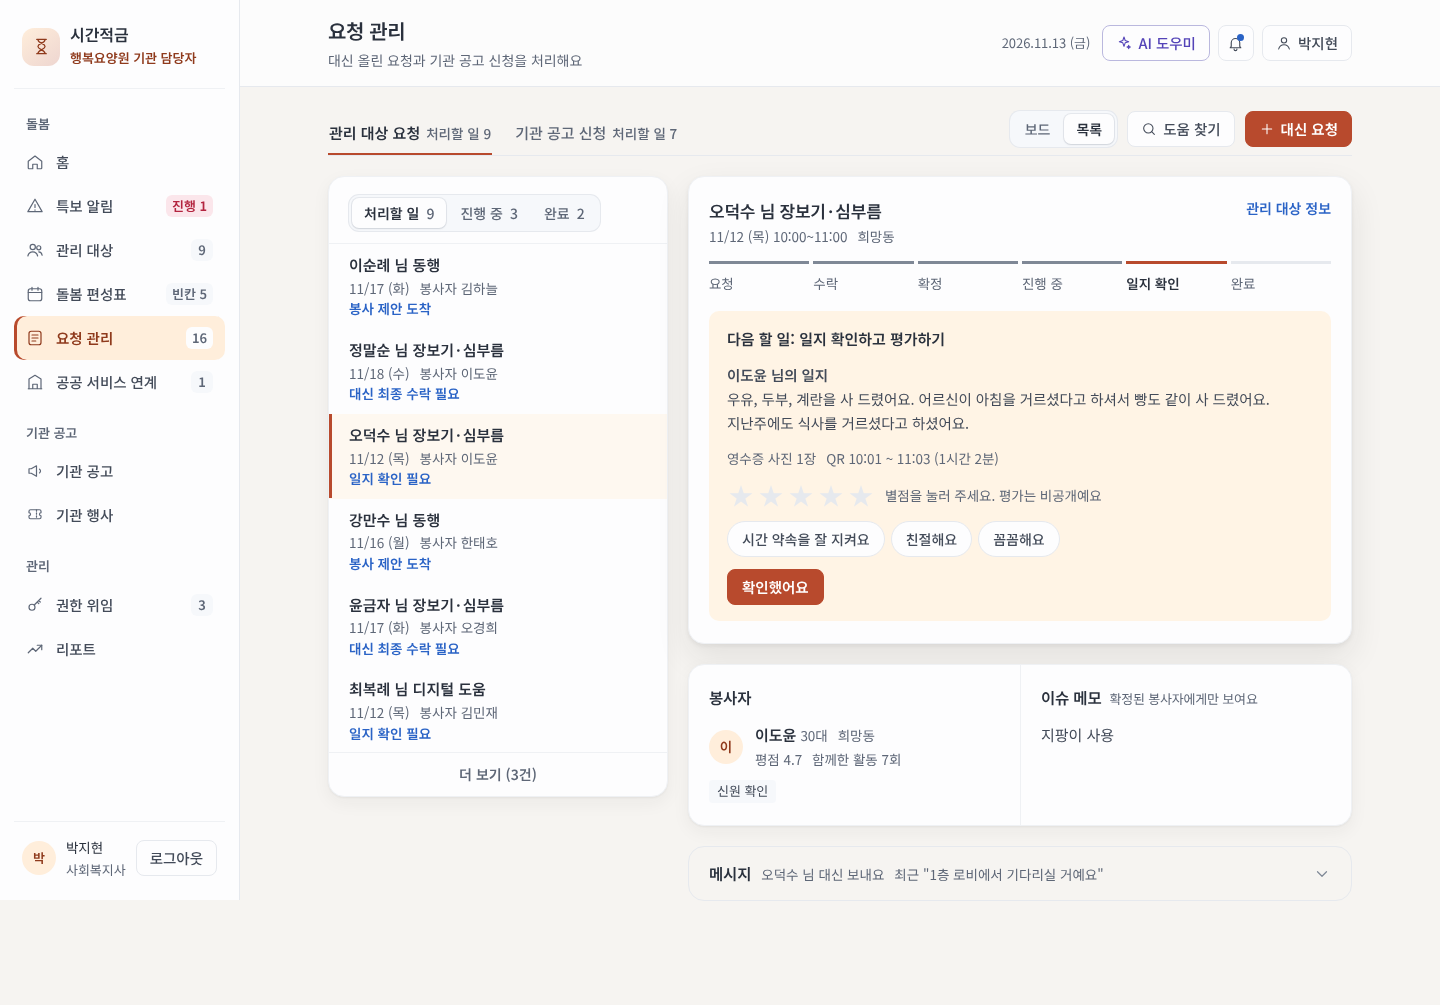 시간적금
행복요양원 기관 담당자
돌봄
홈
특보 알림 진행 1
관리 대상 9
돌봄 편성표 빈칸 5
요청 관리 16
공공 서비스 연계 1
기관 공고
기관 공고
기관 행사
관리
권한 위임 3
리포트
박 박지현
사회복지사
로그아웃
요청 관리
대신 올린 요청과 기관 공고 신청을 처리해요
2026.11.13 (금) AI 도우미 박지현
관리 대상 요청 처리할 일 9 기관 공고 신청 처리할 일 7
보드 목록 도움 찾기 대신 요청
처리할 일 9 진행 중 3 완료 2
이순례 님 동행
11/17 (화) 봉사자 김하늘
봉사 제안 도착
정말순 님 장보기·심부름
11/18 (수) 봉사자 이도윤
대신 최종 수락 필요
오덕수 님 장보기·심부름
11/12 (목) 봉사자 이도윤
일지 확인 필요
강만수 님 동행
11/16 (월) 봉사자 한태호
봉사 제안 도착
윤금자 님 장보기·심부름
11/17 (화) 봉사자 오경희
대신 최종 수락 필요
최복례 님 디지털 도움
11/12 (목) 봉사자 김민재
일지 확인 필요
더 보기 (3건)
오덕수 님 장보기·심부름 관리 대상 정보
11/12 (목) 10:00~11:00 희망동
요청 수락 확정 진행 중 일지 확인 완료
다음 할 일: 일지 확인하고 평가하기
이도윤 님의 일지
우유, 두부, 계란을 사 드렸어요. 어르신이 아침을 거르셨다고 하셔서 빵도 같이 사 드렸어요.
지난주에도 식사를 거르셨다고 하셨어요.
영수증 사진 1장 QR 10:01 ~ 11:03 (1시간 2분)
별점을 눌러 주세요. 평가는 비공개예요
시간 약속을 잘 지켜요 친절해요 꼼꼼해요
확인했어요
봉사자
이 이도윤 30대 희망동
평점 4.7 함께한 활동 7회
신원 확인
이슈 메모 확정된 봉사자에게만 보여요
지팡이 사용
메시지 오덕수 님 대신 보내요 최근 "1층 로비에서 기다리실 거예요"